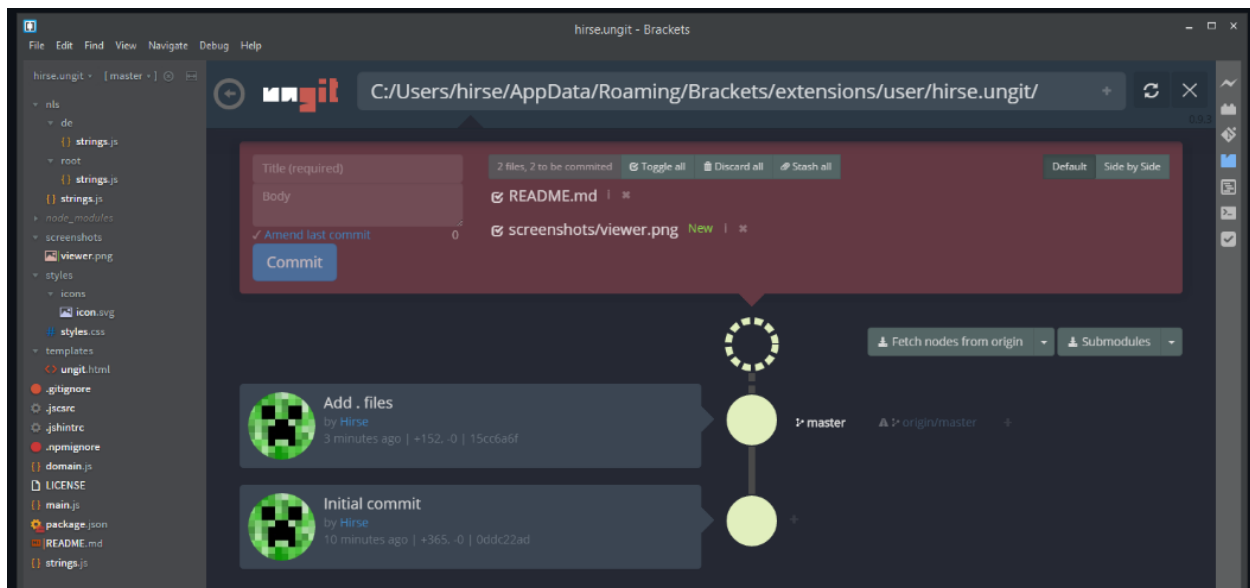 hirse.ungit - Brackets
File Edit Find View Navigate Debug Help
hirse.ungit [ master ]
nls
de
strings.js
root
strings.js
strings.js
node_modules
screenshots
viewer.png
styles
icons
icon.svg
styles.css
templates
ungit.html
.gitignore
.jscsrc
.jshintrc
.npmignore
domain.js
LICENSE
main.js
package.json
README.md
strings.js
ungit
C:/Users/hirse/AppData/Roaming/Brackets/extensions/user/hirse.ungit/ +
0.9.3
Title (required)
Body
Amend last commit 0
Commit
2 files, 2 to be commited Toggle all Discard all Stash all Default Side by Side
README.md
screenshots/viewer.png New
Fetch nodes from origin Submodules
Add . files
by Hirse
3 minutes ago | +152, -0 | 15cc6a6f
master origin/master +
Initial commit
by Hirse
10 minutes ago | +365, -0 | 0ddc22ad
+